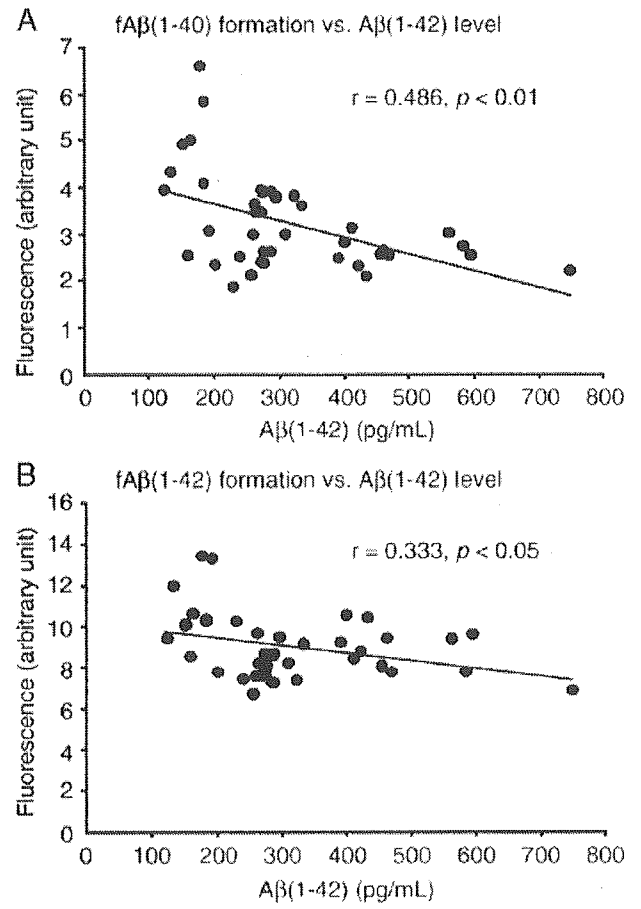 A fAβ(1-40) formation vs. Aβ(1-42) level
r = 0.486, p < 0.01
Fluorescence (arbitrary unit)
7
6
5
4
3
2
1
0
0 100 200 300 400 500 600 700 800
Aβ(1-42) (pg/mL)
B fAβ(1-42) formation vs. Aβ(1-42) level
r = 0.333, p < 0.05
Fluorescence (arbitrary unit)
16
14
12
10
8
6
4
2
0
0 100 200 300 400 500 600 700 800
Aβ(1-42) (pg/mL)